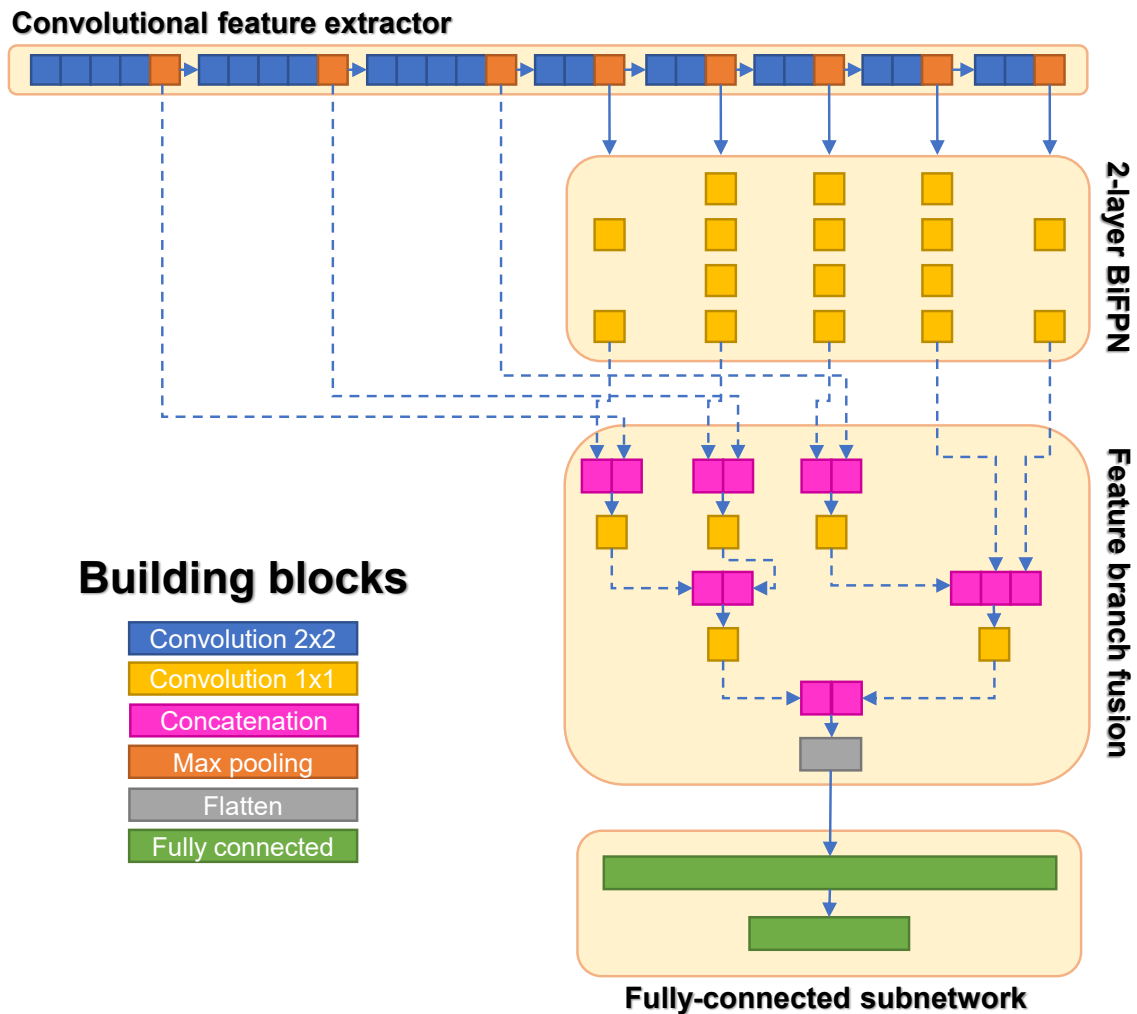 Convolutional feature extractor
2-layer BiFPN
Feature branch fusion
Building blocks
Convolution 2x2
Convolution 1x1
Concatenation
Max pooling
Flatten
Fully connected
Fully-connected subnetwork